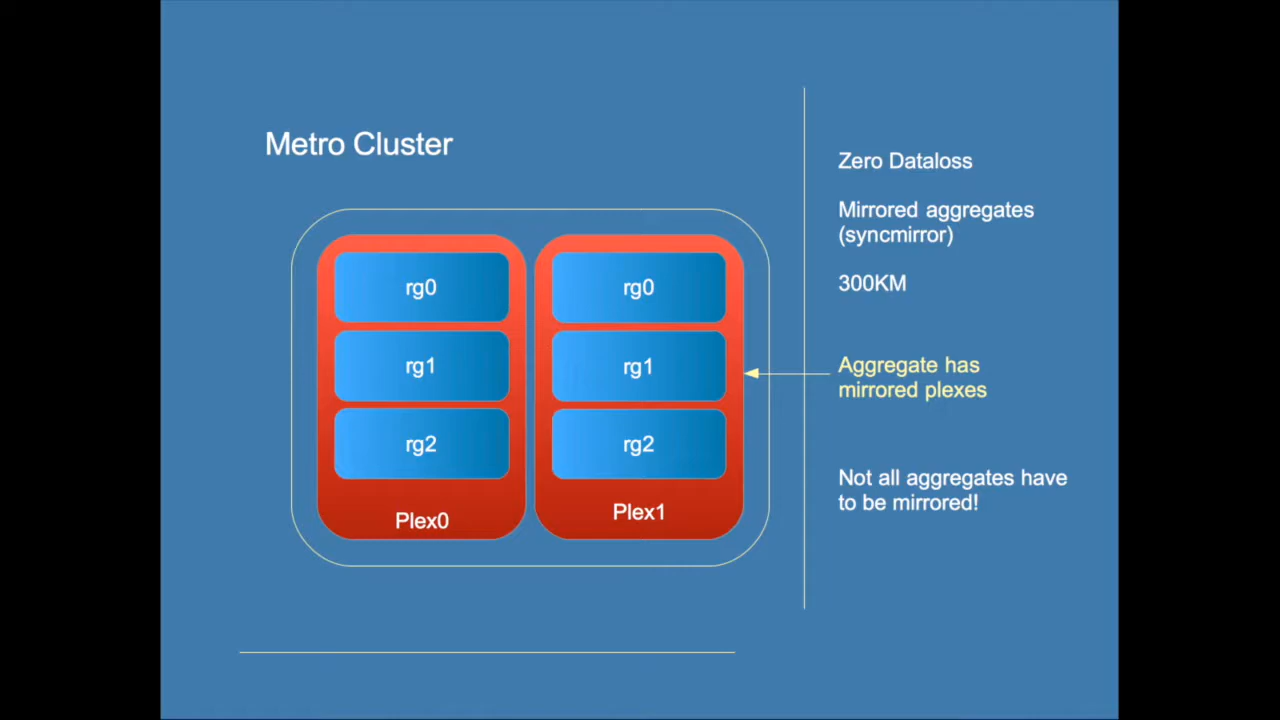 Metro Cluster
rg0
rg1
rg2
Plex0
rg0
rg1
rg2
Plex1
Zero Dataloss
Mirrored aggregates
(syncmirror)
300KM
Aggregate has
mirrored plexes
Not all aggregates have
to be mirrored!